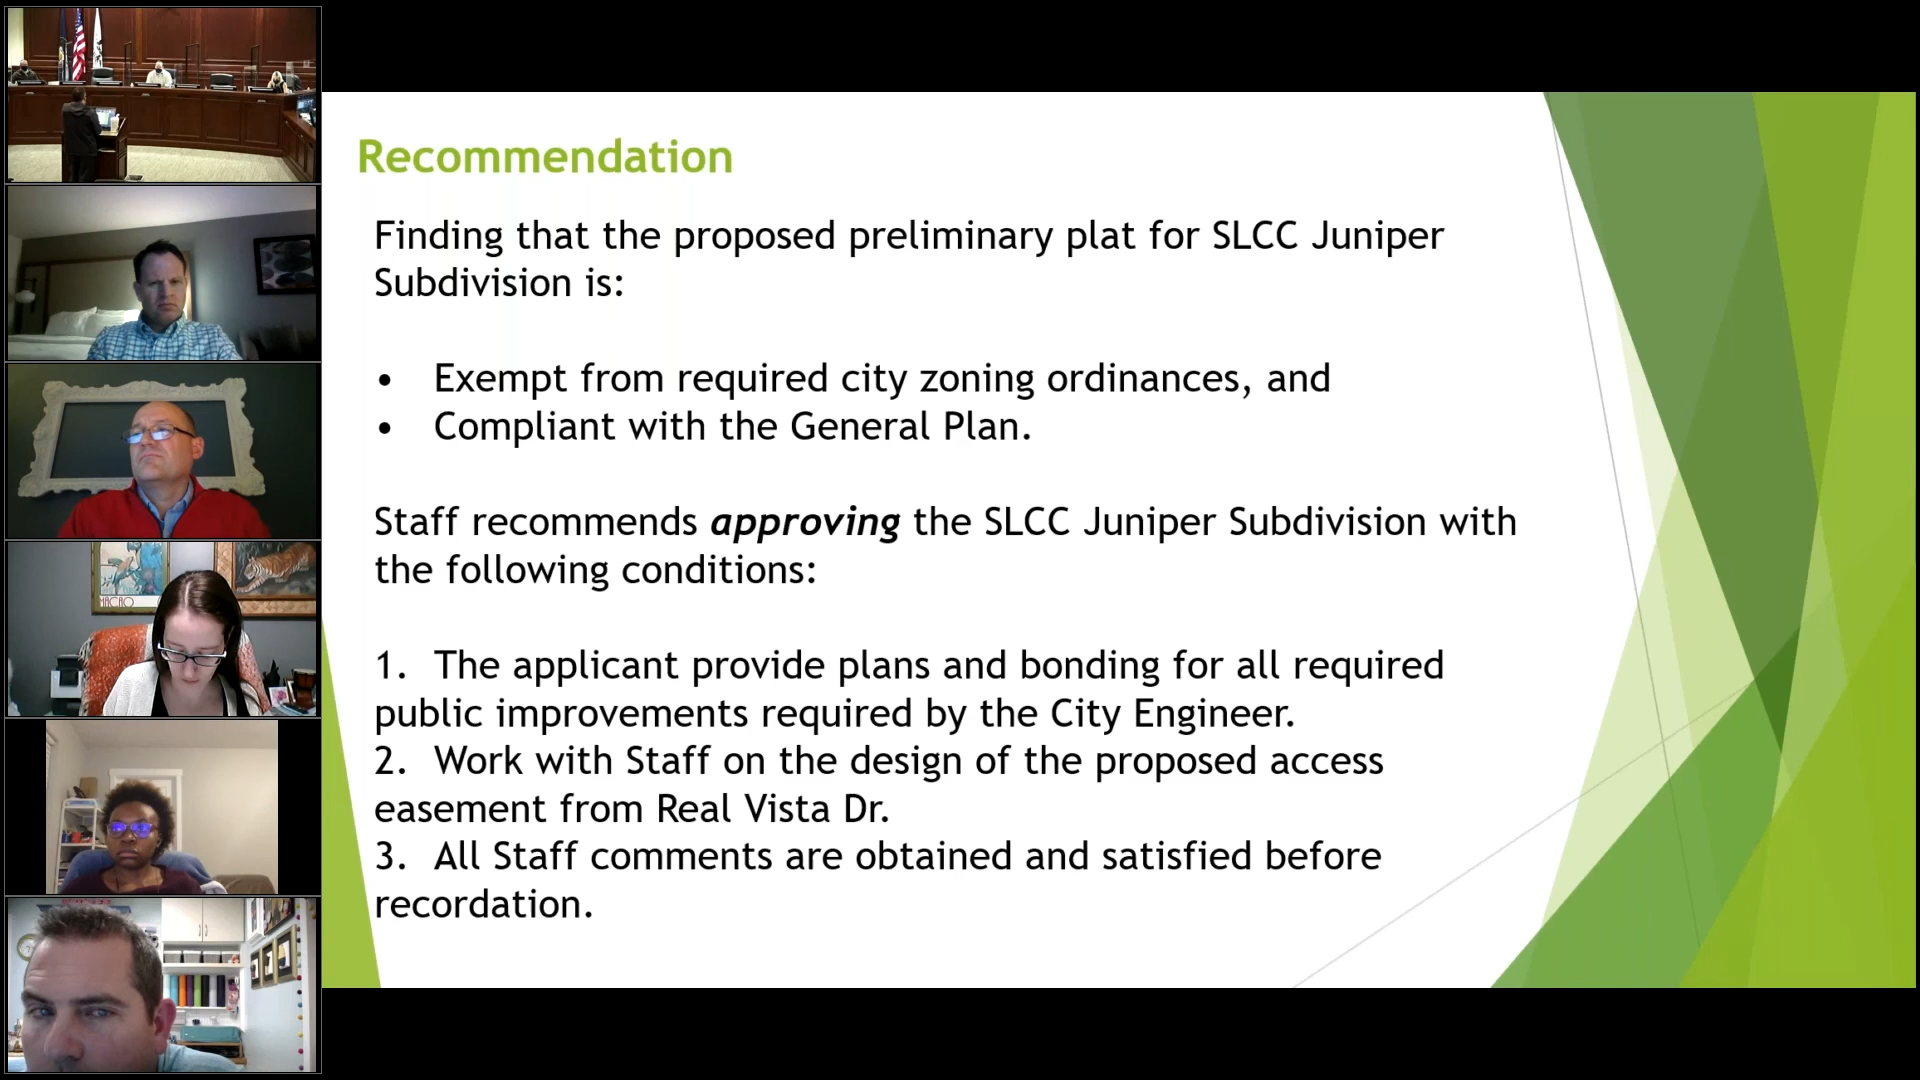 Recommendation
Finding that the proposed preliminary plat for SLCC Juniper
Subdivision is:
• Exempt from required city zoning ordinances, and
• Compliant with the General Plan.
Staff recommends approving the SLCC Juniper Subdivision with
the following conditions:
1. The applicant provide plans and bonding for all required
public improvements required by the City Engineer.
2. Work with Staff on the design of the proposed access
easement from Real Vista Dr.
3. All Staff comments are obtained and satisfied before
recordation.
MACAO